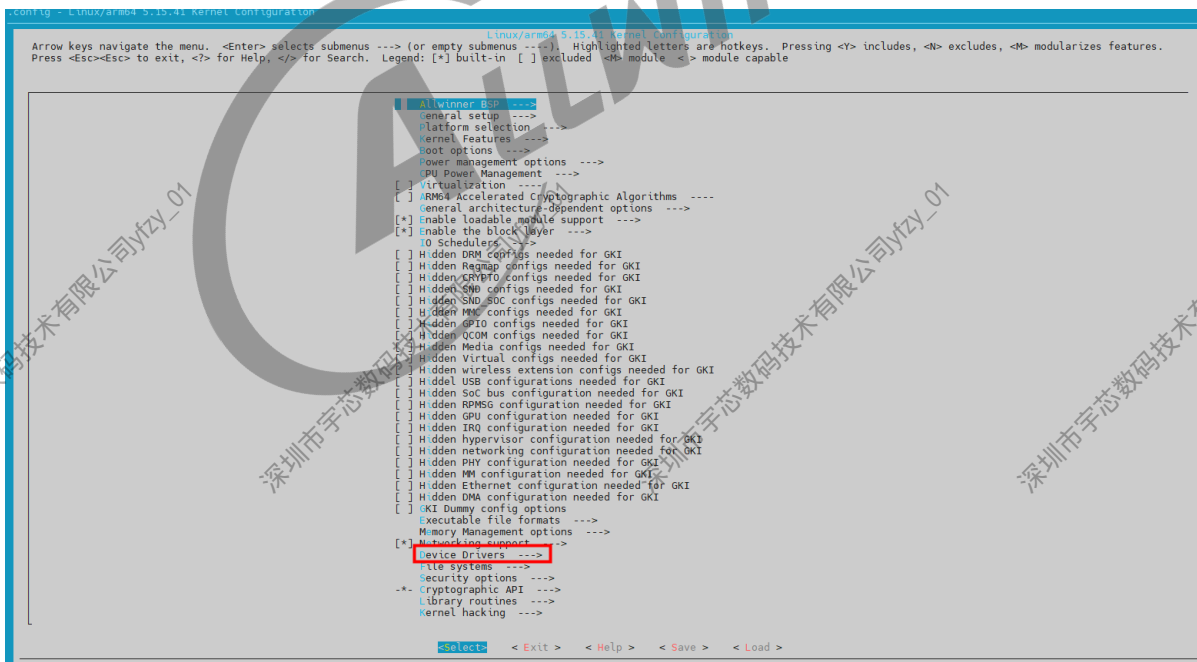 .config - Linux/arm64 5.15.41 Kernel Configuration
Linux/arm64 5.15.41 Kernel Configuration
Arrow keys navigate the menu.  <Enter> selects submenus ---> (or empty submenus ----).  Highlighted letters are hotkeys.  Pressing <Y> includes, <N> excludes, <M> modularizes features.
Press <Esc><Esc> to exit, <?> for Help, </> for Search.  Legend: [*] built-in  [ ] excluded  <M> module  < > module capable
Allwinner BSP  --->
General setup  --->
Platform selection  --->
Kernel Features  --->
Boot options  --->
Power management options  --->
CPU Power Management  --->
[ ] Virtualization  ----
[ ] ARM64 Accelerated Cryptographic Algorithms  ----
General architecture-dependent options  --->
[*] Enable loadable module support  --->
[*] Enable the block layer  --->
IO Schedulers  --->
[ ] Hidden DRM configs needed for GKI
[ ] Hidden Regmap configs needed for GKI
[ ] Hidden CRYPTO configs needed for GKI
[ ] Hidden SND configs needed for GKI
[ ] Hidden SND_SOC configs needed for GKI
[ ] Hidden MMC configs needed for GKI
[ ] Hidden GPIO configs needed for GKI
[ ] Hidden QCOM configs needed for GKI
[ ] Hidden Media configs needed for GKI
[ ] Hidden Virtual configs needed for GKI
[ ] Hidden wireless extension configs needed for GKI
[ ] Hiddel USB configurations needed for GKI
[ ] Hidden SoC bus configuration needed for GKI
[ ] Hidden RPMSG configuration needed for GKI
[ ] Hidden GPU configuration needed for GKI
[ ] Hidden IRQ configuration needed for GKI
[ ] Hidden hypervisor configuration needed for GKI
[ ] Hidden networking configuration needed for GKI
[ ] Hidden PHY configuration needed for GKI
[ ] Hidden MM configuration needed for GKI
[ ] Hidden Ethernet configuration needed for GKI
[ ] Hidden DMA configuration needed for GKI
[ ] GKI Dummy config options
Executable file formats  --->
Memory Management options  --->
[*] Networking support  --->
Device Drivers  --->
File systems  --->
Security options  --->
-*- Cryptographic API  --->
Library routines  --->
Kernel hacking  --->
<Select>    < Exit >    < Help >    < Save >    < Load >
ALLWI
深圳市宇芯数码技术有限公司yfzy_01
深圳市宇芯数码技术有限公司yfzy_01